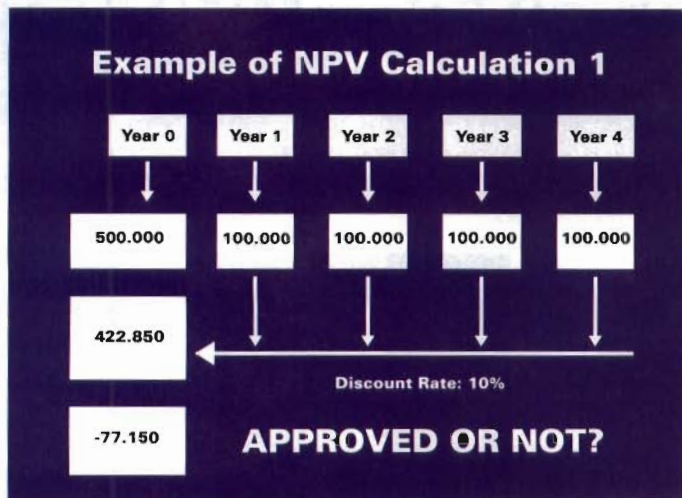 Example of NPV Calculation 1
Year 0 Year 1 Year 2 Year 3 Year 4
500.000 100.000 100.000 100.000 100.000
422.850
Discount Rate: 10%
-77.150 APPROVED OR NOT?